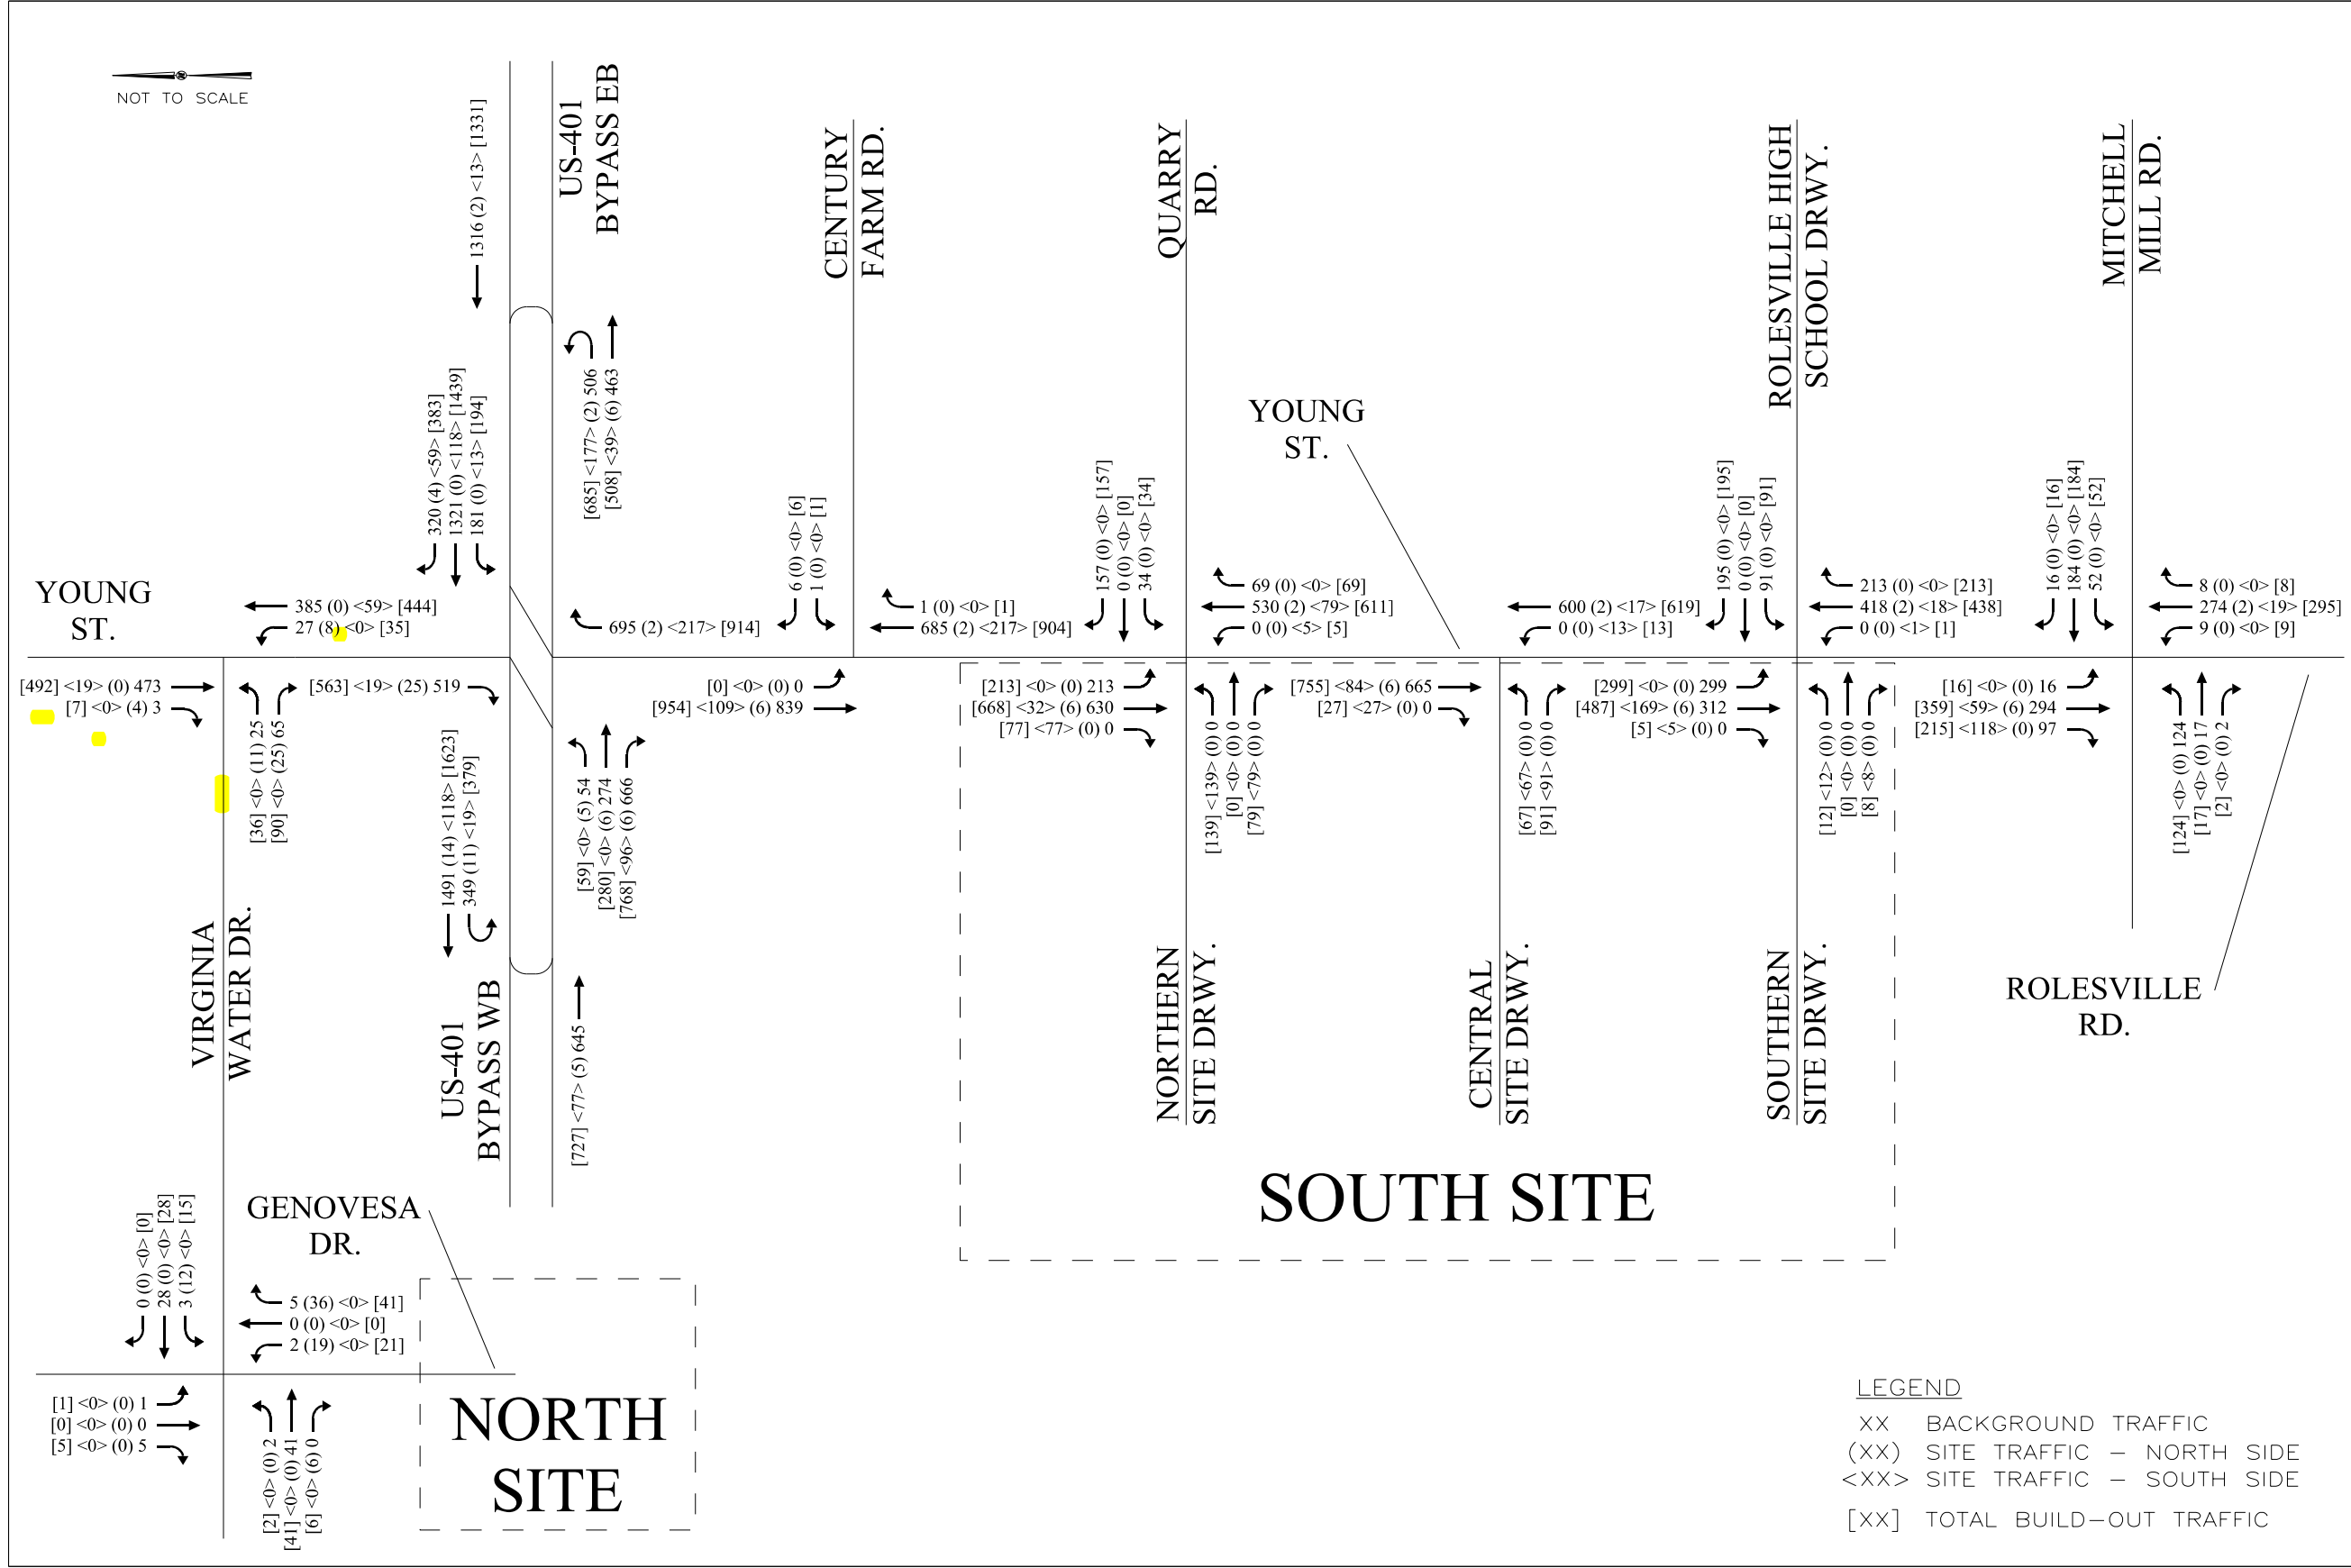 NOT TO SCALE
1316 (2) <13> [1331]
US-401
BYPASS EB
CENTURY
FARM RD.
QUARRY
RD.
ROLESVILLE HIGH
SCHOOL DRWY.
MITCHELL
MILL RD.
320 (4) <59> [383]
1321 (0) <118> [1439]
181 (0) <13> [194]
[685] <177> (2) 506
[508] <39> (6) 463
YOUNG
ST.
6 (0) <0> [6]
1 (0) <0> [1]
157 (0) <0> [157]
0 (0) <0> [0]
34 (0) <0> [34]
195 (0) <0> [195]
0 (0) <0> [0]
91 (0) <0> [91]
16 (0) <0> [16]
184 (0) <0> [184]
52 (0) <0> [52]
YOUNG
ST.
385 (0) <59> [444]
27 (8) <0> [35]
695 (2) <217> [914]
1 (0) <0> [1]
685 (2) <217> [904]
69 (0) <0> [69]
530 (2) <79> [611]
0 (0) <5> [5]
600 (2) <17> [619]
0 (0) <13> [13]
213 (0) <0> [213]
418 (2) <18> [438]
0 (0) <1> [1]
8 (0) <0> [8]
274 (2) <19> [295]
9 (0) <0> [9]
[492] <19> (0) 473
[7] <0> (4) 3
[36] <0> (11) 25
[90] <0> (25) 65
[563] <19> (25) 519
[0] <0> (0) 0
[954] <109> (6) 839
[213] <0> (0) 213
[668] <32> (6) 630
[77] <77> (0) 0
[139] <139> (0) 0
[0] <0> (0) 0
[79] <79> (0) 0
[755] <84> (6) 665
[27] <27> (0) 0
[67] <67> (0) 0
[91] <91> (0) 0
[299] <0> (0) 299
[487] <169> (6) 312
[5] <5> (0) 0
[12] <12> (0) 0
[0] <0> (0) 0
[8] <8> (0) 0
[16] <0> (0) 16
[359] <59> (6) 294
[215] <118> (0) 97
[124] <0> (0) 124
[17] <0> (0) 17
[2] <0> (0) 2
1491 (14) <118> [1623]
349 (11) <19> [379]
[59] <0> (5) 54
[280] <0> (6) 274
[768] <96> (6) 666
VIRGINIA
WATER DR.
US-401
BYPASS WB
[727] <77> (5) 645
NORTHERN
SITE DRWY.
CENTRAL
SITE DRWY.
SOUTHERN
SITE DRWY.
ROLESVILLE
RD.
SOUTH SITE
GENOVESA
DR.
0 (0) <0> [0]
28 (0) <0> [28]
3 (12) <0> [15]
5 (36) <0> [41]
0 (0) <0> [0]
2 (19) <0> [21]
[1] <0> (0) 1
[0] <0> (0) 0
[5] <0> (0) 5
[2] <0> (0) 2
[41] <0> (0) 41
[6] <0> (6) 0
NORTH
SITE
LEGEND
XX BACKGROUND TRAFFIC
(XX) SITE TRAFFIC – NORTH SIDE
<XX> SITE TRAFFIC – SOUTH SIDE
[XX] TOTAL BUILD–OUT TRAFFIC